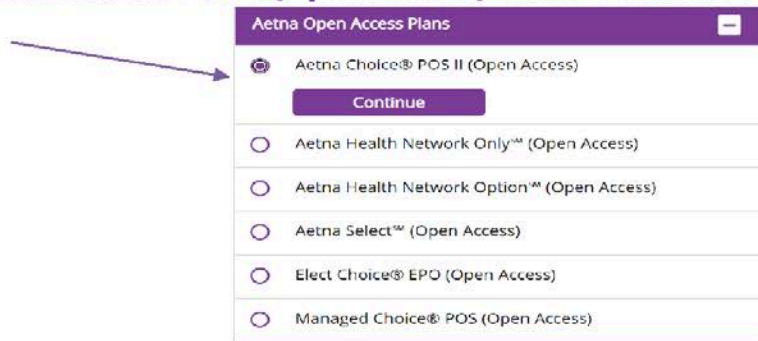 Aetna Open Access Plans
Aetna Choice® POS II (Open Access)
Continue
Aetna Health Network Only℠ (Open Access)
Aetna Health Network Option℠ (Open Access)
Aetna Select℠ (Open Access)
Elect Choice® EPO (Open Access)
Managed Choice® POS (Open Access)